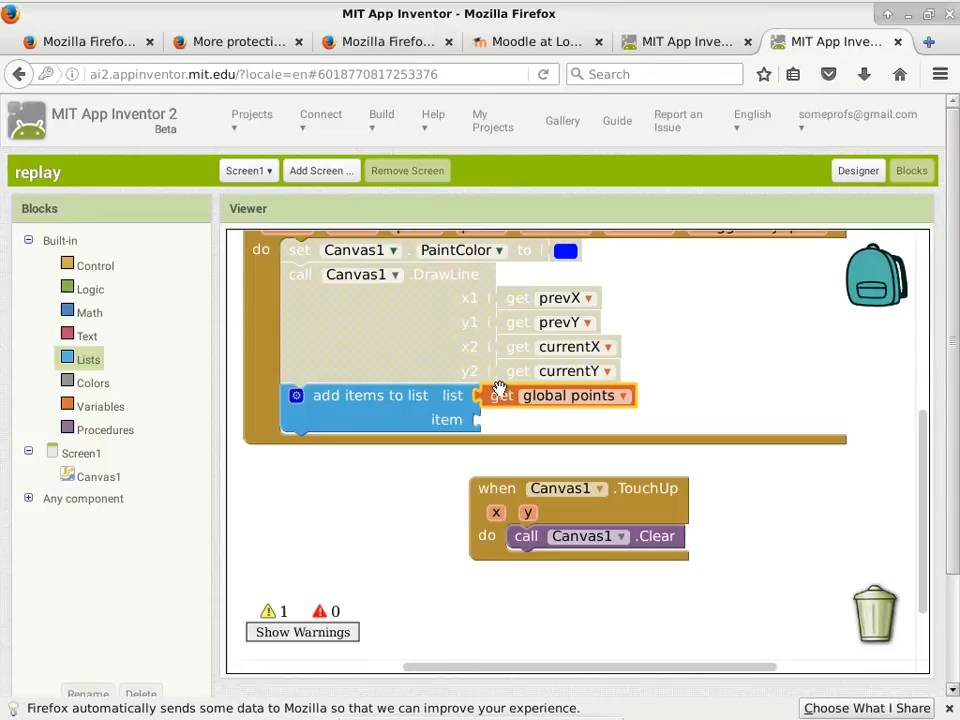 MIT App Inventor - Mozilla Firefox
Mozilla Firefo...
More protecti...
Mozilla Firefo...
Moodle at Lo...
MIT App Inve...
MIT App Inve...
ai2.appinventor.mit.edu/?locale=en#6018770817253376
Search
MIT App Inventor 2
Beta
Projects
Connect
Build
Help
My Projects
Gallery
Guide
Report an Issue
English
someprofs@gmail.com
replay
Screen1
Add Screen ...
Remove Screen
Designer
Blocks
Blocks
Viewer
Built-in
Control
Logic
Math
Text
Lists
Colors
Variables
Procedures
Screen1
Canvas1
Any component
Rename
Delete
do set Canvas1 . PaintColor to
call Canvas1 .DrawLine
x1 get prevX
y1 get prevY
x2 get currentX
y2 get currentY
add items to list list get global points
item
when Canvas1 .TouchUp
x y
do call Canvas1 .Clear
1 0
Show Warnings
Firefox automatically sends some data to Mozilla so that we can improve your experience.
Choose What I Share